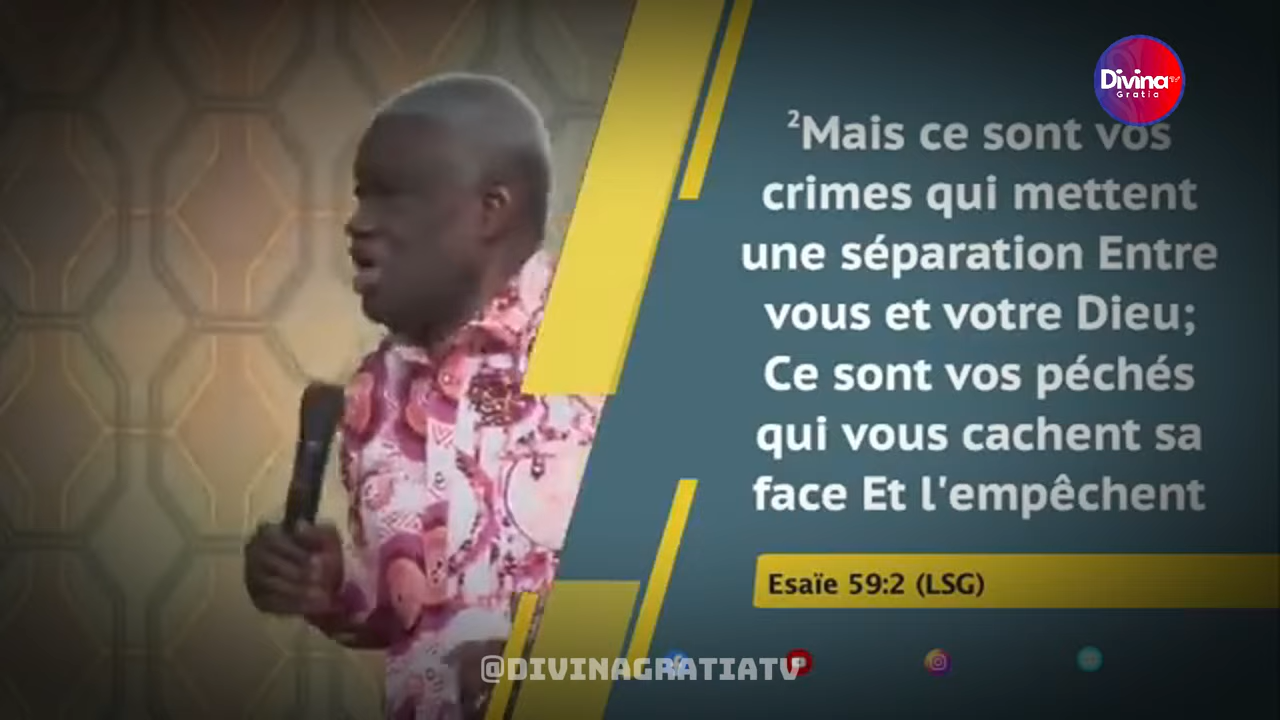 Divina TV
Gratia
²Mais ce sont vos
crimes qui mettent
une séparation Entre
vous et votre Dieu;
Ce sont vos péchés
qui vous cachent sa
face Et l'empêchent
Esaïe 59:2 (LSG)
@DIVINAGRATIATV